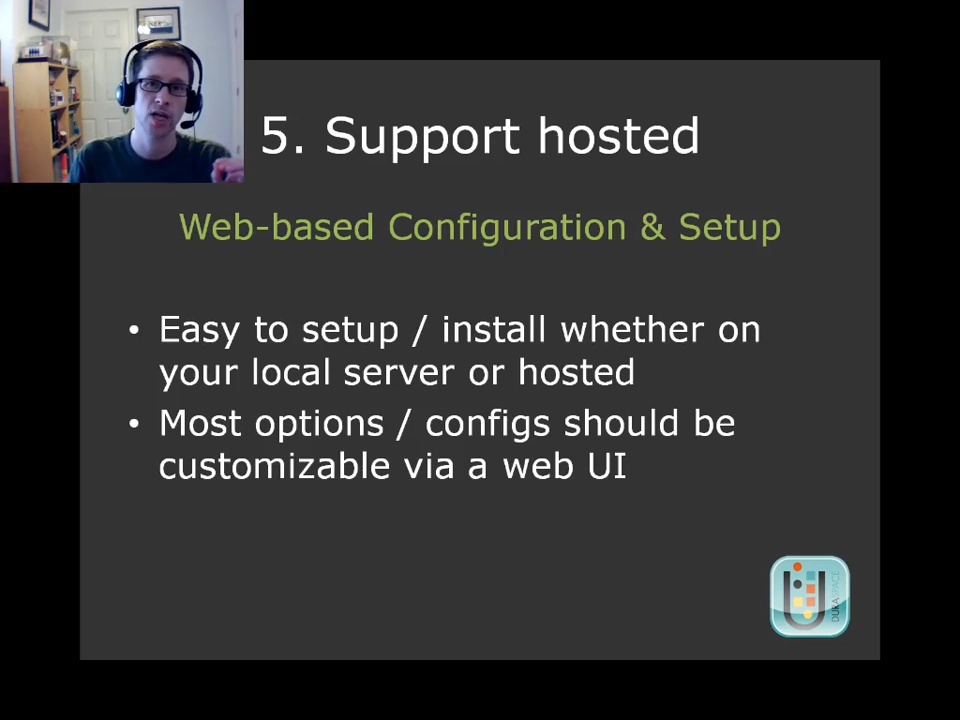 5. Support hosted
Web-based Configuration & Setup
• Easy to setup / install whether on
your local server or hosted
• Most options / configs should be
customizable via a web UI
DURASPACE